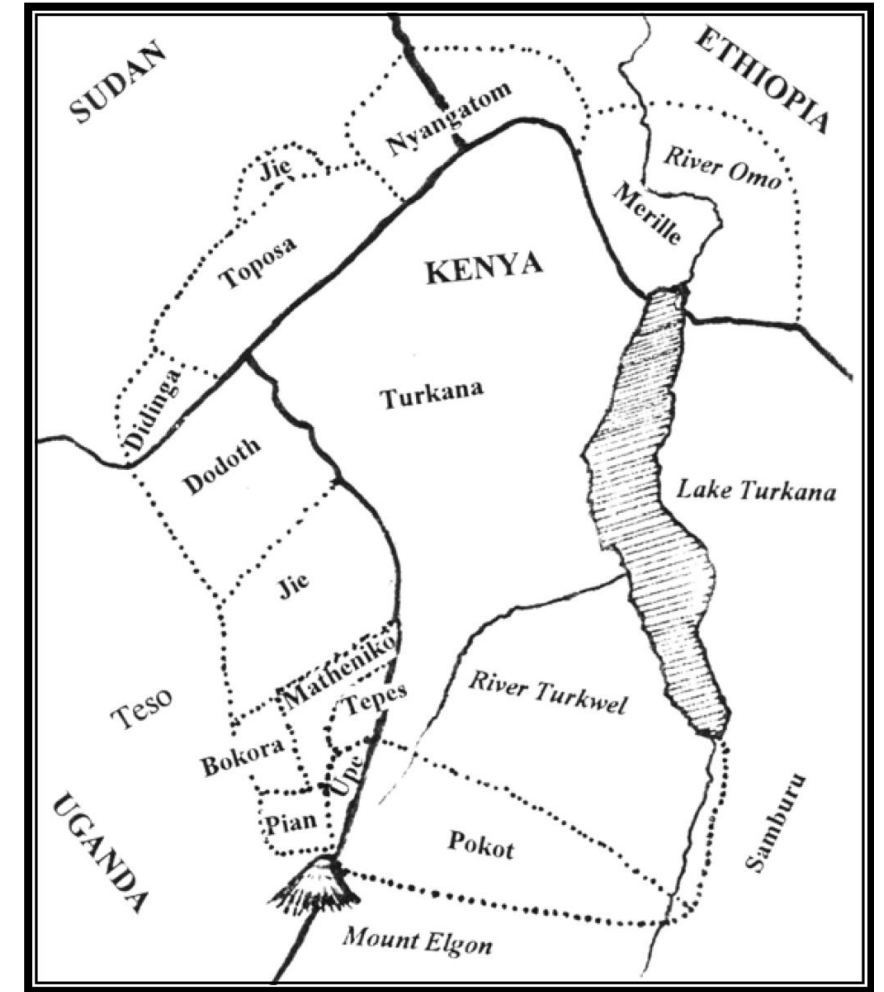 SUDAN
ETHIOPIA
Nyangatom
Jie
River Omo
Merille
Toposa
KENYA
Didinga
Turkana
Dodoth
Lake Turkana
Jie
Matheniko
Tepes
River Turkwel
Teso
Bokora
Upe
UGANDA
Pian
Pokot
Samburu
Mount Elgon